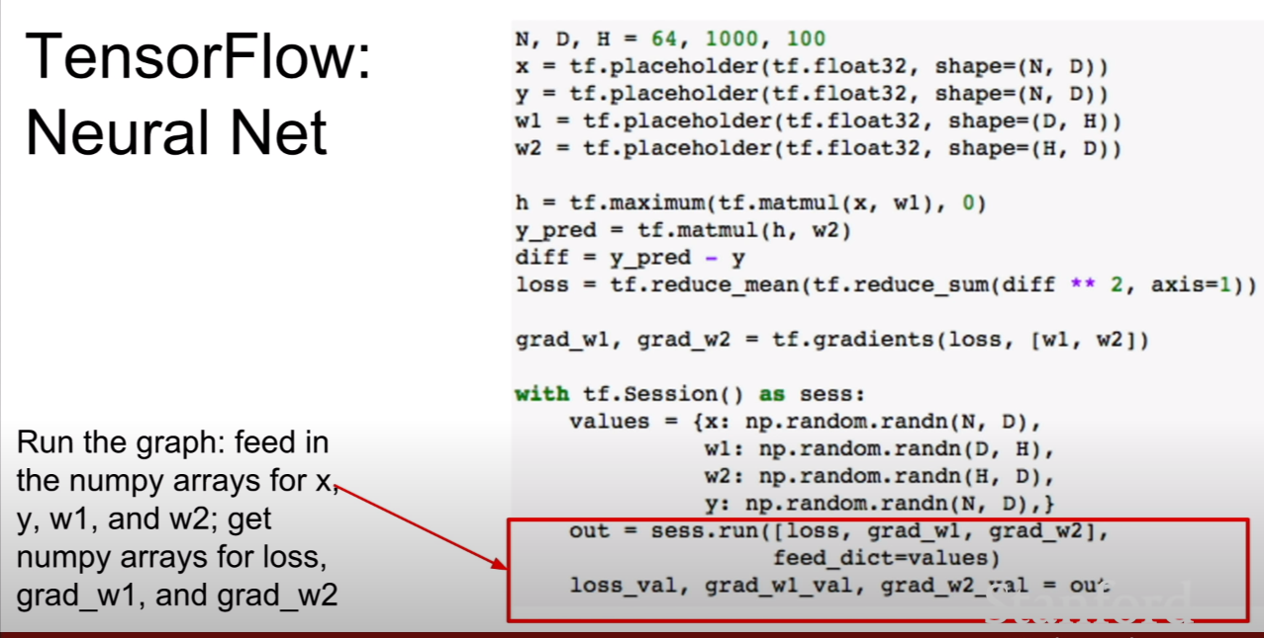 TensorFlow:
Neural Net
N, D, H = 64, 1000, 100
x = tf.placeholder(tf.float32, shape=(N, D))
y = tf.placeholder(tf.float32, shape=(N, D))
w1 = tf.placeholder(tf.float32, shape=(D, H))
w2 = tf.placeholder(tf.float32, shape=(H, D))
h = tf.maximum(tf.matmul(x, w1), 0)
y_pred = tf.matmul(h, w2)
diff = y_pred - y
loss = tf.reduce_mean(tf.reduce_sum(diff ** 2, axis=1))
grad_w1, grad_w2 = tf.gradients(loss, [w1, w2])
with tf.Session() as sess:
    values = {x: np.random.randn(N, D),
              w1: np.random.randn(D, H),
              w2: np.random.randn(H, D),
              y: np.random.randn(N, D),}
    out = sess.run([loss, grad_w1, grad_w2],
                   feed_dict=values)
    loss_val, grad_w1_val, grad_w2_val = out
Run the graph: feed in
the numpy arrays for x,
y, w1, and w2; get
numpy arrays for loss,
grad_w1, and grad_w2
Stanford